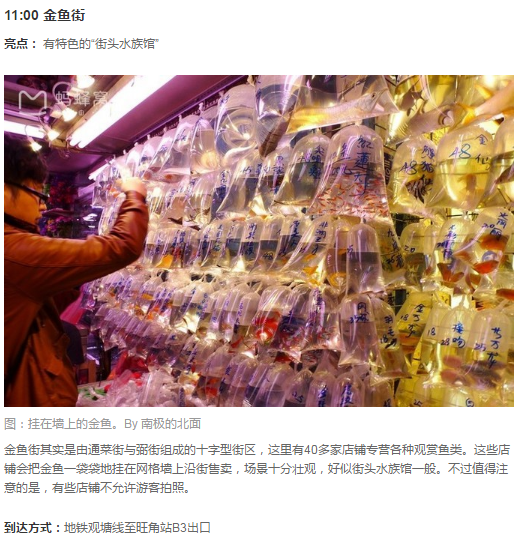 11:00 金鱼街
亮点： 有特色的“街头水族馆”
蚂蜂窝
图：挂在墙上的金鱼。By 南极的北面
金鱼街其实是由通菜街与弼街组成的十字型街区，这里有40多家店铺专营各种观赏鱼类。这些店
铺会把金鱼一袋袋地挂在网格墙上沿街售卖，场景十分壮观，好似街头水族馆一般。不过值得注
意的是，有些店铺不允许游客拍照。
到达方式：地铁观塘线至旺角站B3出口